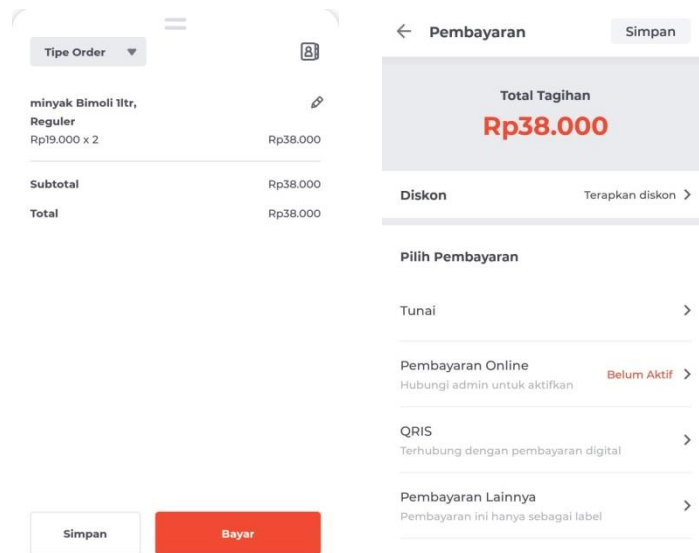 Tipe Order
minyak Bimoli 1ltr,
Reguler
Rp19.000 x 2 Rp38.000
Subtotal Rp38.000
Total Rp38.000
Simpan Bayar
Pembayaran Simpan
Total Tagihan
Rp38.000
Diskon Terapkan diskon
Pilih Pembayaran
Tunai
Pembayaran Online Belum Aktif
Hubungi admin untuk aktifkan
QRIS
Terhubung dengan pembayaran digital
Pembayaran Lainnya
Pembayaran ini hanya sebagai label